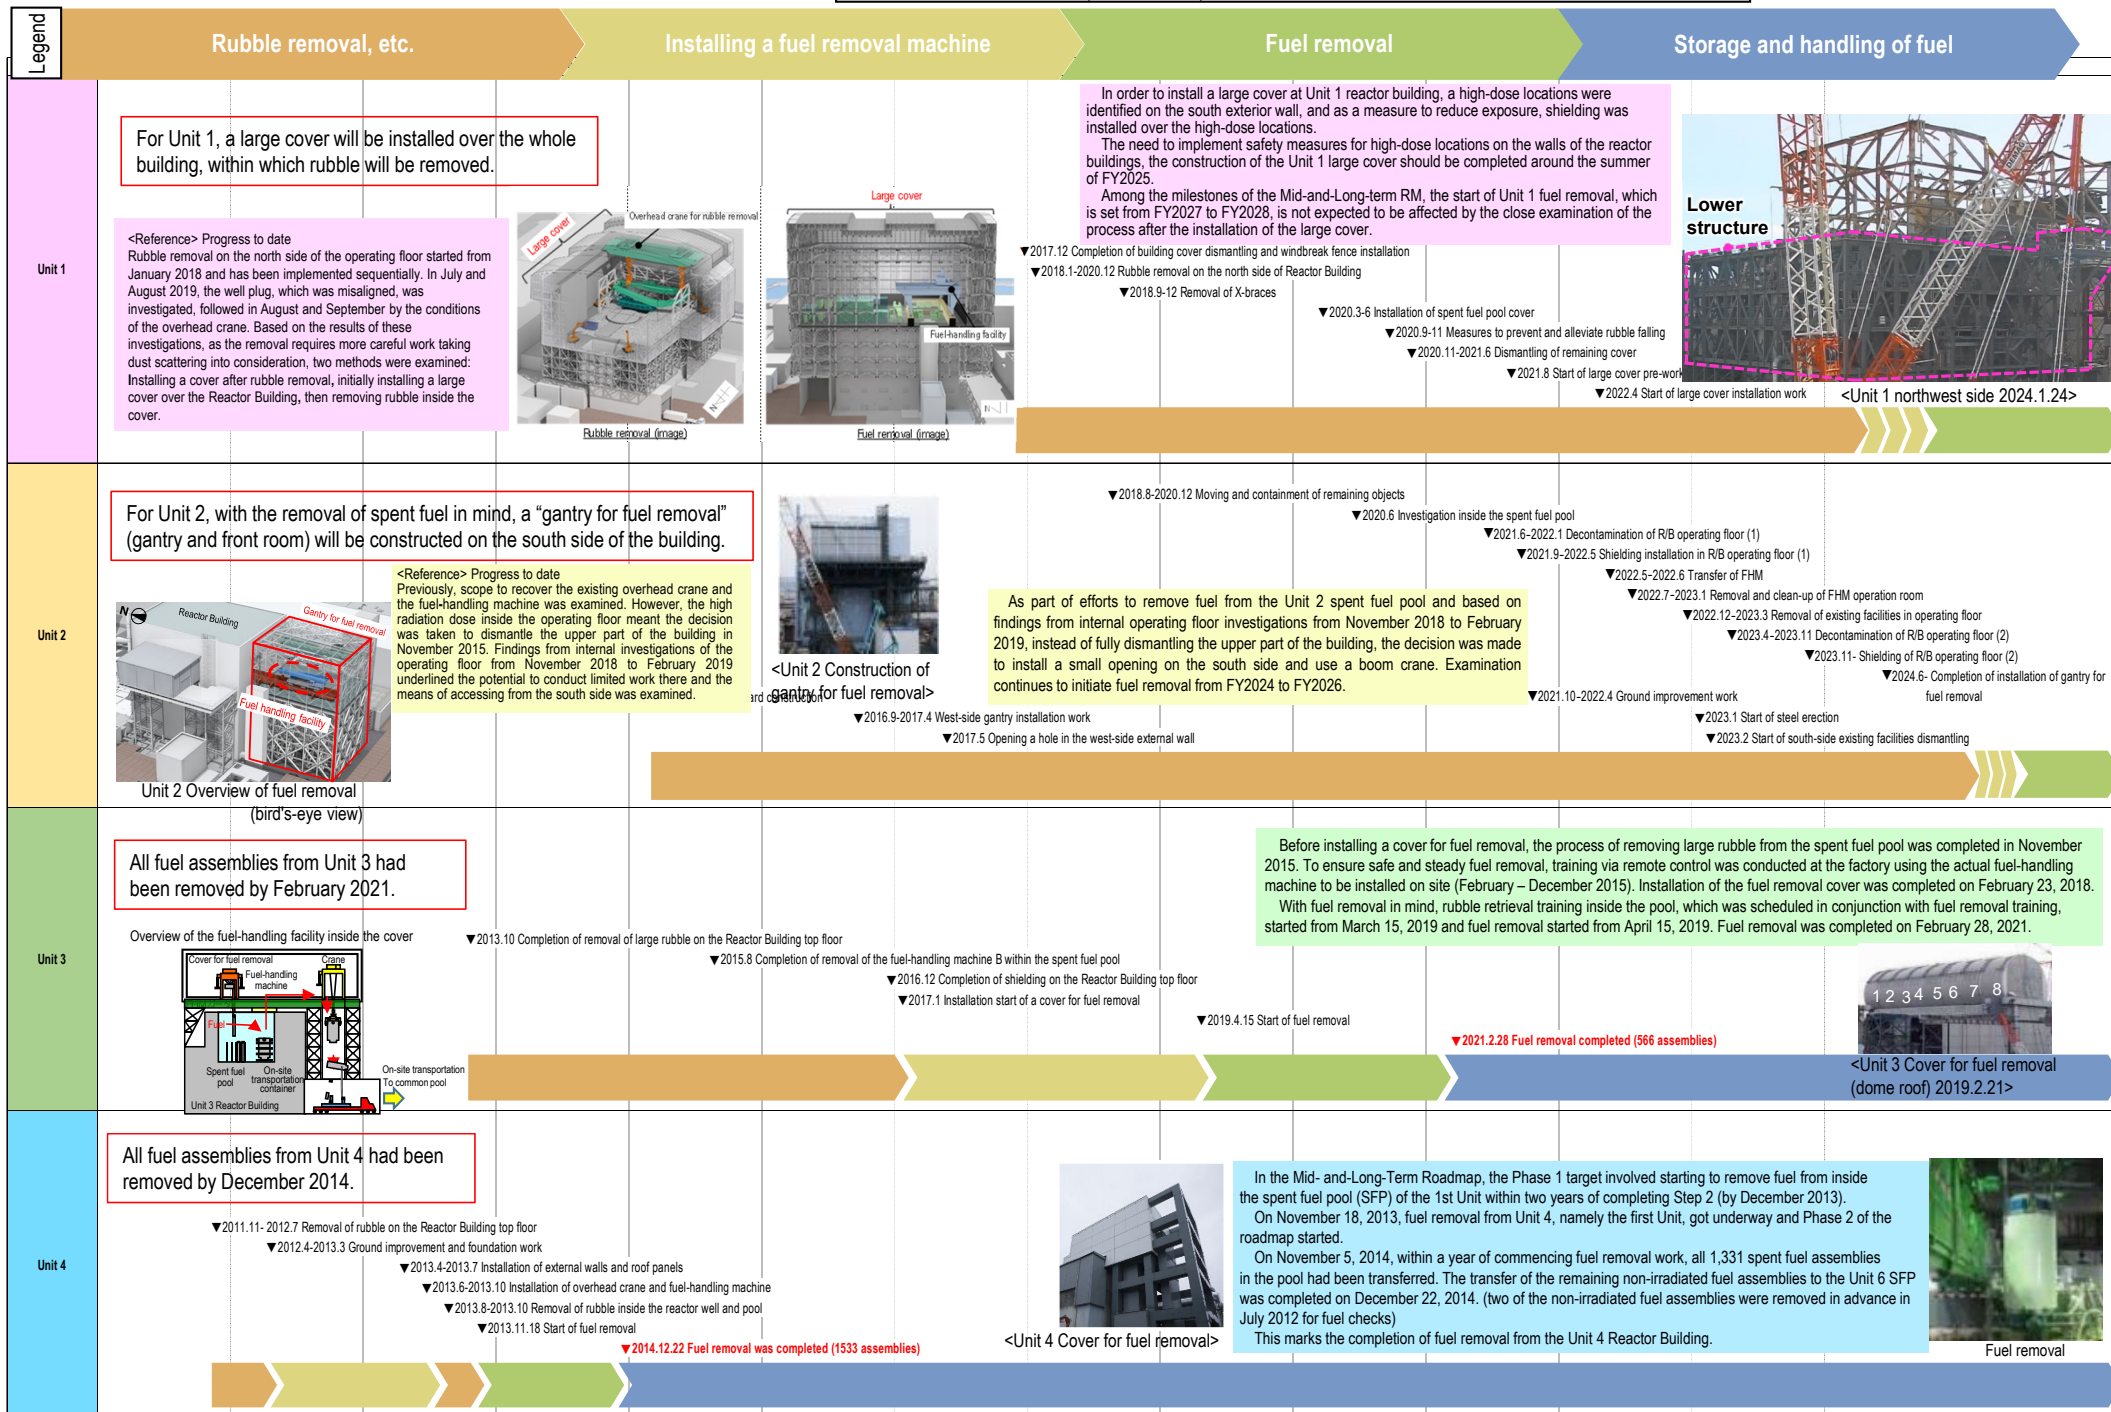 Legend
Rubble removal, etc.
Installing a fuel removal machine
Fuel removal
Storage and handling of fuel
Unit 1
For Unit 1, a large cover will be installed over the whole
building, within which rubble will be removed.
<Reference> Progress to date
Rubble removal on the north side of the operating floor started from
January 2018 and has been implemented sequentially. In July and
August 2019, the well plug, which was misaligned, was
investigated, followed in August and September by the conditions
of the overhead crane. Based on the results of these
investigations, as the removal requires more careful work taking
dust scattering into consideration, two methods were examined:
Installing a cover after rubble removal, initially installing a large
cover over the Reactor Building, then removing rubble inside the
cover.
Large cover
Overhead crane for rubble removal
N
Rubble removal (image)
Large cover
Fuel-handling facility
N
Fuel removal (image)
In order to install a large cover at Unit 1 reactor building, a high-dose locations were
identified on the south exterior wall, and as a measure to reduce exposure, shielding was
installed over the high-dose locations.
The need to implement safety measures for high-dose locations on the walls of the reactor
buildings, the construction of the Unit 1 large cover should be completed around the summer
of FY2025.
Among the milestones of the Mid-and-Long-term RM, the start of Unit 1 fuel removal, which
is set from FY2027 to FY2028, is not expected to be affected by the close examination of the
process after the installation of the large cover.
▼2017.12 Completion of building cover dismantling and windbreak fence installation
▼2018.1-2020.12 Rubble removal on the north side of Reactor Building
▼2018.9-12 Removal of X-braces
▼2020.3-6 Installation of spent fuel pool cover
▼2020.9-11 Measures to prevent and alleviate rubble falling
▼2020.11-2021.6 Dismantling of remaining cover
▼2021.8 Start of large cover pre-work
▼2022.4 Start of large cover installation work
Lower
structure
DEMAG
<Unit 1 northwest side 2024.1.24>
Unit 2
For Unit 2, with the removal of spent fuel in mind, a “gantry for fuel removal”
(gantry and front room) will be constructed on the south side of the building.
<Reference> Progress to date
Previously, scope to recover the existing overhead crane and
the fuel-handling machine was examined. However, the high
radiation dose inside the operating floor meant the decision
was taken to dismantle the upper part of the building in
November 2015. Findings from internal investigations of the
operating floor from November 2018 to February 2019
underlined the potential to conduct limited work there and the
means of accessing from the south side was examined.
N
Reactor Building
Gantry for fuel removal
Fuel handling facility
Unit 2 Overview of fuel removal
(bird's-eye view)
<Unit 2 Construction of
gantry for fuel removal>
ard construction
As part of efforts to remove fuel from the Unit 2 spent fuel pool and based on
findings from internal operating floor investigations from November 2018 to February
2019, instead of fully dismantling the upper part of the building, the decision was made
to install a small opening on the south side and use a boom crane. Examination
continues to initiate fuel removal from FY2024 to FY2026.
▼2018.8-2020.12 Moving and containment of remaining objects
▼2020.6 Investigation inside the spent fuel pool
▼2021.6-2022.1 Decontamination of R/B operating floor (1)
▼2021.9-2022.5 Shielding installation in R/B operating floor (1)
▼2022.5-2022.6 Transfer of FHM
▼2022.7-2023.1 Removal and clean-up of FHM operation room
▼2022.12-2023.3 Removal of existing facilities in operating floor
▼2023.4-2023.11 Decontamination of R/B operating floor (2)
▼2023.11- Shielding of R/B operating floor (2)
▼2024.6- Completion of installation of gantry for
fuel removal
▼2021.10-2022.4 Ground improvement work
▼2016.9-2017.4 West-side gantry installation work
▼2023.1 Start of steel erection
▼2017.5 Opening a hole in the west-side external wall
▼2023.2 Start of south-side existing facilities dismantling
Unit 3
All fuel assemblies from Unit 3 had
been removed by February 2021.
Overview of the fuel-handling facility inside the cover
Cover for fuel removal
Crane
Fuel-handling
machine
Fuel
Spent fuel
pool
On-site
transportation
container
Unit 3 Reactor Building
On-site transportation
To common pool
Before installing a cover for fuel removal, the process of removing large rubble from the spent fuel pool was completed in November
2015. To ensure safe and steady fuel removal, training via remote control was conducted at the factory using the actual fuel-handling
machine to be installed on site (February – December 2015). Installation of the fuel removal cover was completed on February 23, 2018.
With fuel removal in mind, rubble retrieval training inside the pool, which was scheduled in conjunction with fuel removal training,
started from March 15, 2019 and fuel removal started from April 15, 2019. Fuel removal was completed on February 28, 2021.
▼2013.10 Completion of removal of large rubble on the Reactor Building top floor
▼2015.8 Completion of removal of the fuel-handling machine B within the spent fuel pool
▼2016.12 Completion of shielding on the Reactor Building top floor
▼2017.1 Installation start of a cover for fuel removal
▼2019.4.15 Start of fuel removal
▼2021.2.28 Fuel removal completed (566 assemblies)
1 2 3 4 5 6 7 8
<Unit 3 Cover for fuel removal
(dome roof) 2019.2.21>
Unit 4
All fuel assemblies from Unit 4 had been
removed by December 2014.
▼2011.11- 2012.7 Removal of rubble on the Reactor Building top floor
▼2012.4-2013.3 Ground improvement and foundation work
▼2013.4-2013.7 Installation of external walls and roof panels
▼2013.6-2013.10 Installation of overhead crane and fuel-handling machine
▼2013.8-2013.10 Removal of rubble inside the reactor well and pool
▼2013.11.18 Start of fuel removal
▼2014.12.22 Fuel removal was completed (1533 assemblies)
<Unit 4 Cover for fuel removal>
In the Mid- and-Long-Term Roadmap, the Phase 1 target involved starting to remove fuel from inside
the spent fuel pool (SFP) of the 1st Unit within two years of completing Step 2 (by December 2013).
On November 18, 2013, fuel removal from Unit 4, namely the first Unit, got underway and Phase 2 of the
roadmap started.
On November 5, 2014, within a year of commencing fuel removal work, all 1,331 spent fuel assemblies
in the pool had been transferred. The transfer of the remaining non-irradiated fuel assemblies to the Unit 6 SFP
was completed on December 22, 2014. (two of the non-irradiated fuel assemblies were removed in advance in
July 2012 for fuel checks)
This marks the completion of fuel removal from the Unit 4 Reactor Building.
Fuel removal